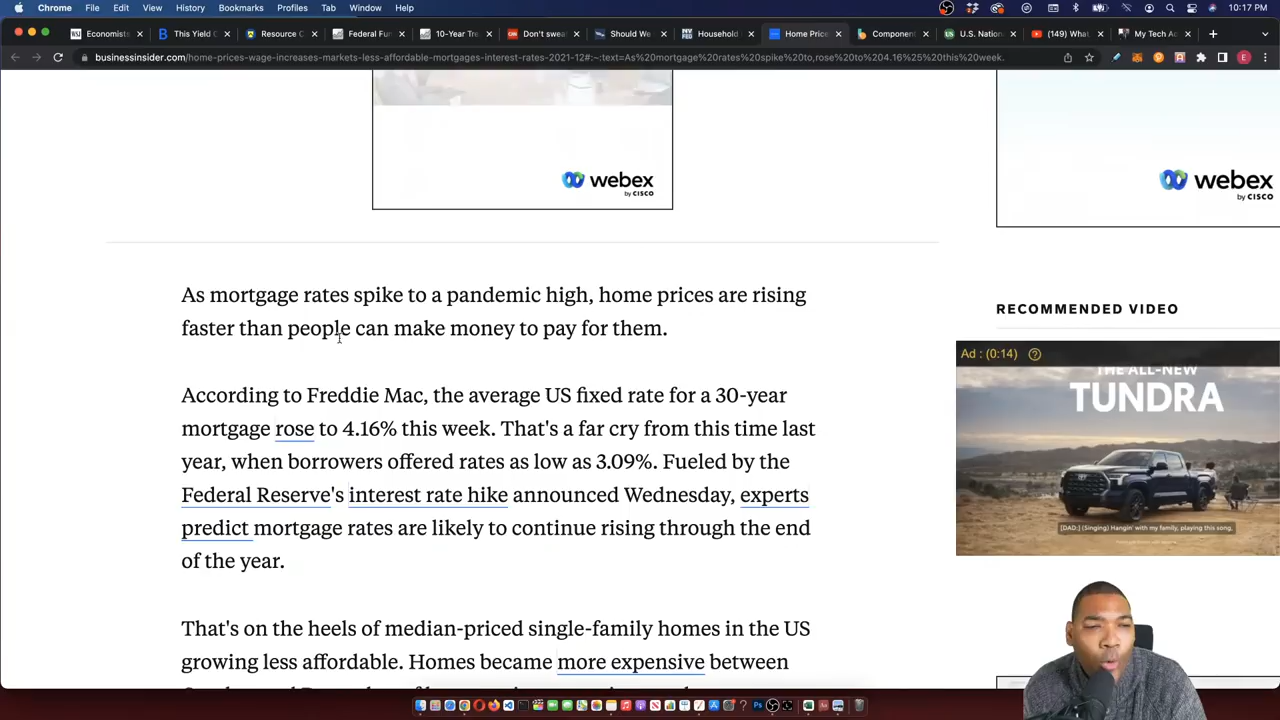 Chrome File Edit View History Bookmarks Profiles Tab Window Help 10:17 PM
Economists This Yield C Resource C Federal Fun 10-Year Tre Don't swea Should We Household Home Price Component U.S. Nation (149) What My Tech Ad
businessinsider.com/home-prices-wage-increases-markets-less-affordable-mortgages-interest-rates-2021-12#:~:text=As%20mortgage%20rates%20spike%20to,rose%20to%204.16%25%20this%20week.
webex
by CISCO
webex
by CISCO
As mortgage rates spike to a pandemic high, home prices are rising
faster than people can make money to pay for them.
According to Freddie Mac, the average US fixed rate for a 30-year
mortgage rose to 4.16% this week. That's a far cry from this time last
year, when borrowers offered rates as low as 3.09%. Fueled by the
Federal Reserve's interest rate hike announced Wednesday, experts
predict mortgage rates are likely to continue rising through the end
of the year.
That's on the heels of median-priced single-family homes in the US
growing less affordable. Homes became more expensive between
RECOMMENDED VIDEO
Ad : (0:14)
THE ALL-NEW
TUNDRA
[DAD:] (Singing) Hangin' with my family, playing this song.